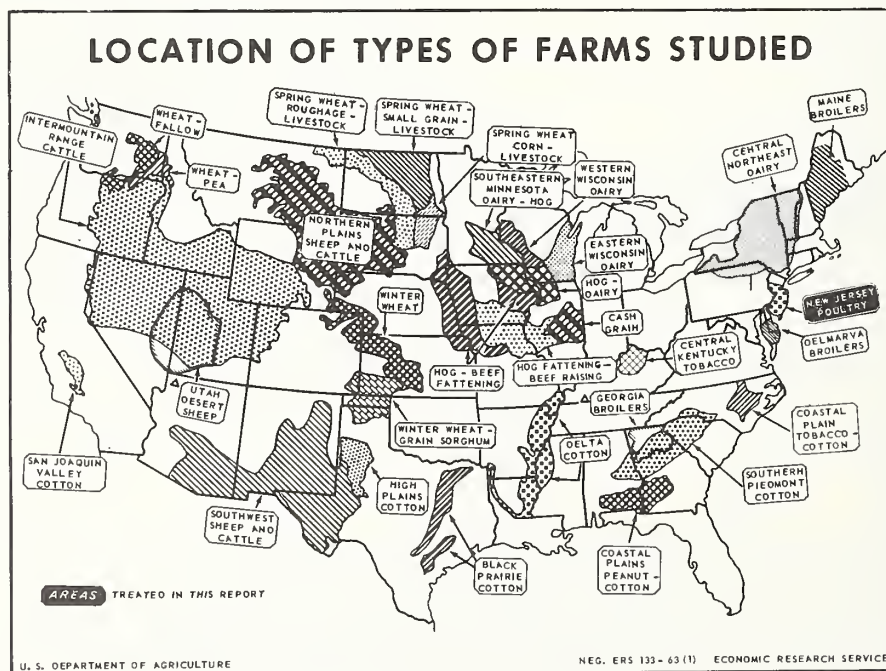 LOCATION OF TYPES OF FARMS STUDIED
WHEAT-
FALLOW
INTERMOUNTAIN
RANGE
CATTLE
WHEAT-
PEA
SPRING WHEAT-
ROUGHAGE-
LIVESTOCK
SPRING WHEAT-
SMALL GRAIN-
LIVESTOCK
SPRING WHEAT
CORN-
LIVESTOCK
SOUTHEASTERN
MINNESOTA
DAIRY-HOG
WESTERN
WISCONSIN
DAIRY
MAINE
BROILERS
CENTRAL
NORTHEAST
DAIRY
NORTHERN
PLAINS
SHEEP AND
CATTLE
EASTERN
WISCONSIN
DAIRY
HOG-
DAIRY
NEW JERSEY
POULTRY
DELMARVA
BROILERS
WINTER
WHEAT
CASH
GRAIN
HOG-BEEF
FATTENING
HOG FATTENING-
BEEF RAISING
CENTRAL
KENTUCKY
TOBACCO
UTAH
DESERT
SHEEP
WINTER WHEAT-
GRAIN SORGHUM
GEORGIA
BROILERS
DELTA
COTTON
COASTAL
PLAIN
TOBACCO-
COTTON
SAN JOAQUIN
VALLEY
COTTON
HIGH
PLAINS
COTTON
SOUTHERN
PIEDMONT
COTTON
SOUTHWEST
SHEEP AND
CATTLE
BLACK
PRAIRIE
COTTON
COASTAL
PLAINS
PEANUT-
COTTON
AREAS TREATED IN THIS REPORT
U. S. DEPARTMENT OF AGRICULTURE
NEG. ERS 133-63(1) ECONOMIC RESEARCH SERVICE